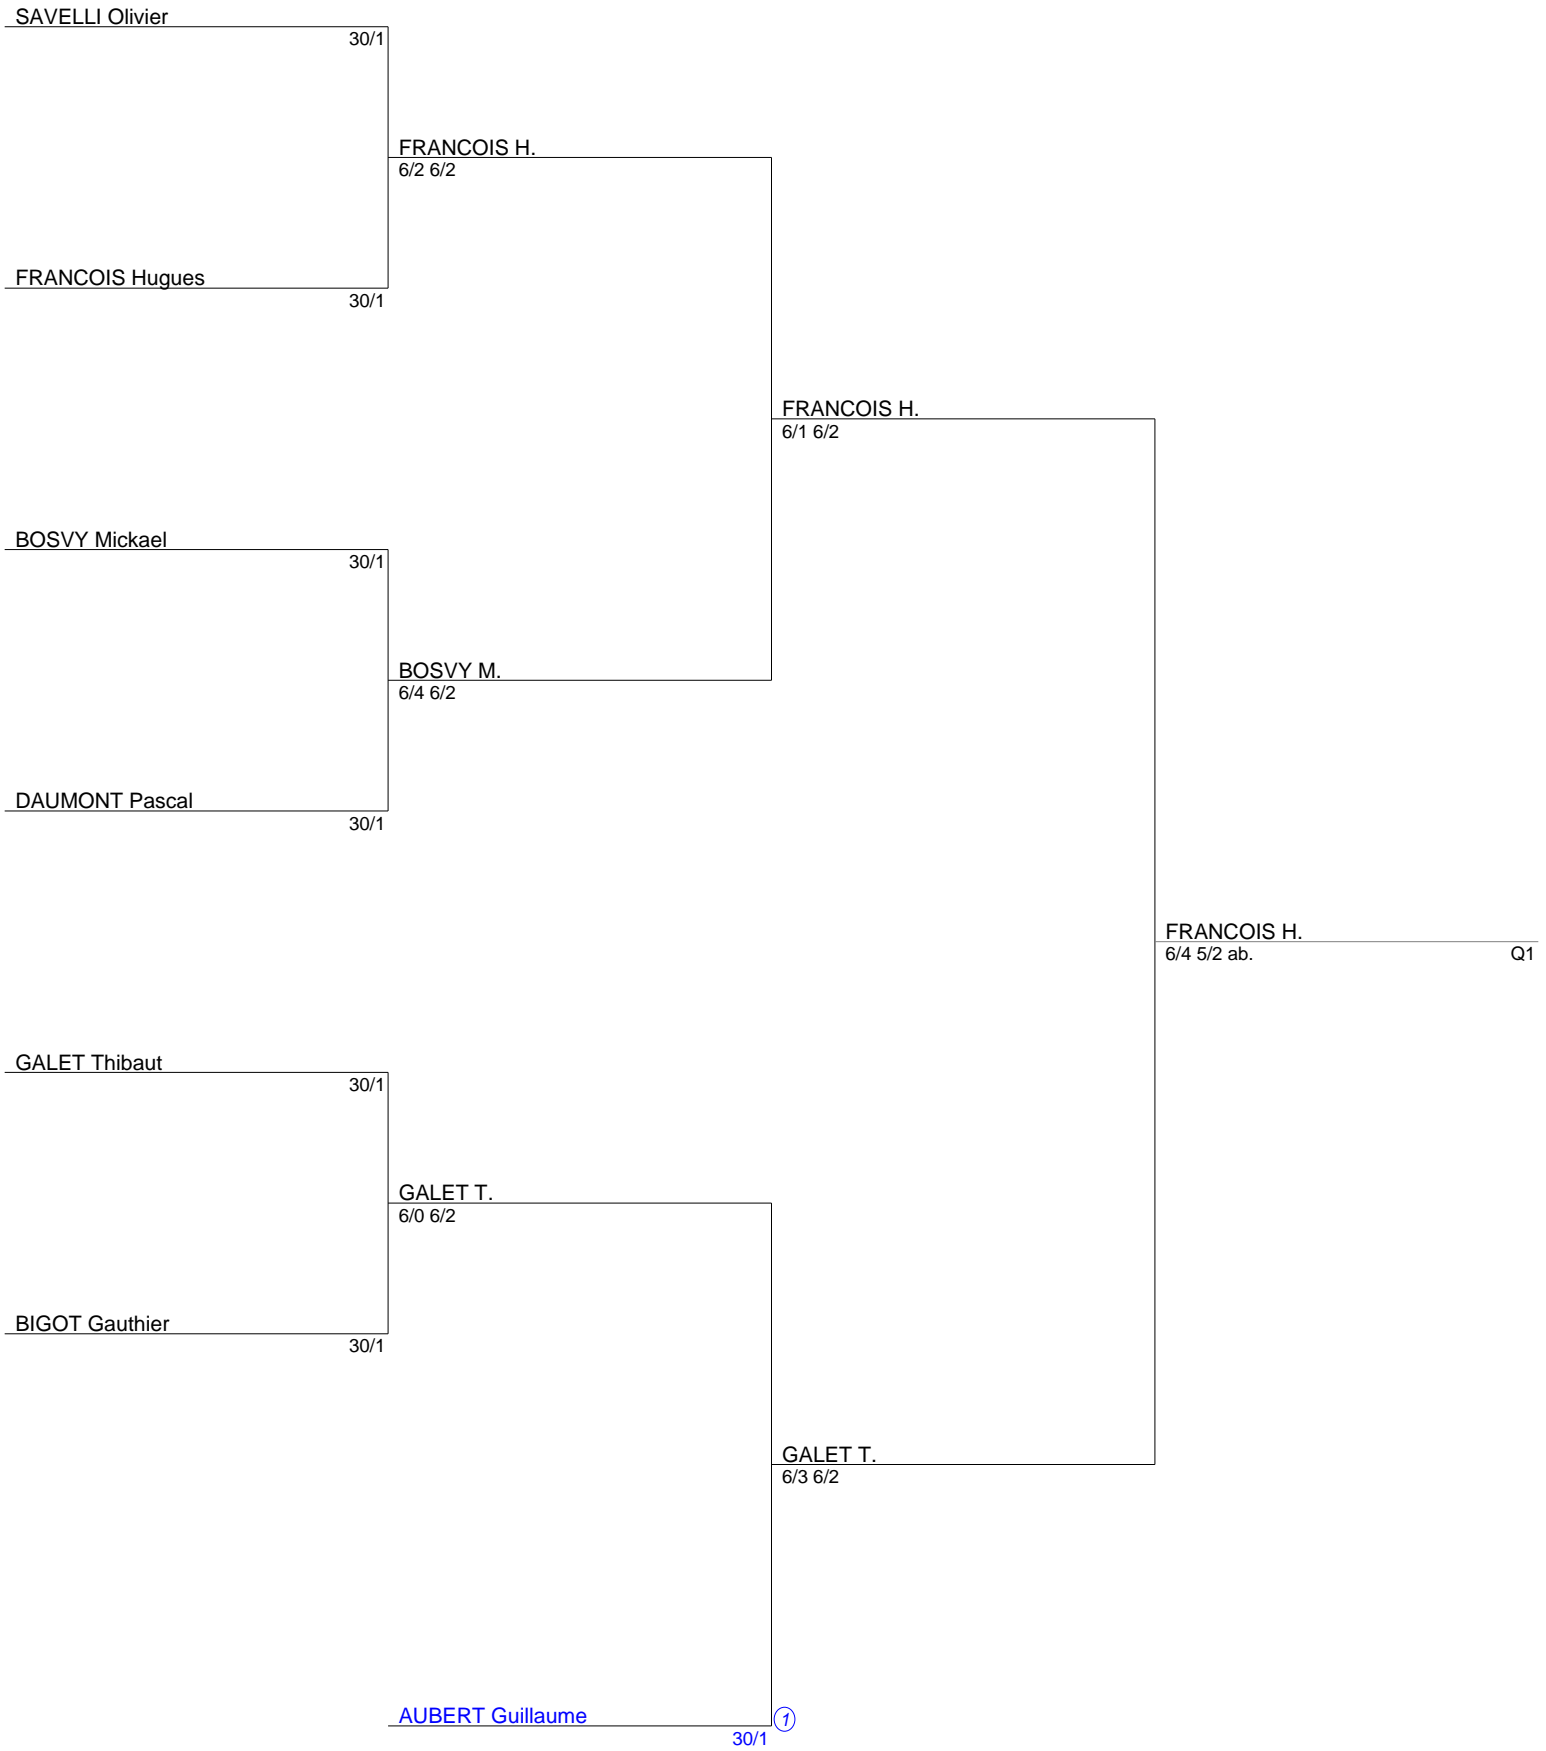 SAVELLI Olivier
30/1
FRANCOIS H.
6/2 6/2
FRANCOIS Hugues
30/1
FRANCOIS H.
6/1 6/2
BOSVY Mickael
30/1
BOSVY M.
6/4 6/2
DAUMONT Pascal
30/1
FRANCOIS H.
6/4 5/2 ab.
Q1
GALET Thibaut
30/1
GALET T.
6/0 6/2
BIGOT Gauthier
30/1
GALET T.
6/3 6/2
AUBERT Guillaume
1
30/1